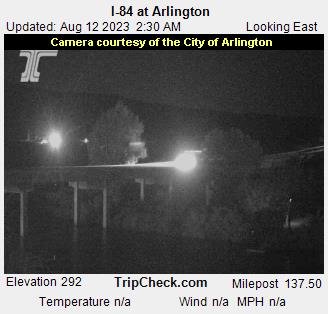 I-84 at Arlington
Updated: Aug 12 2023 2:30 AM Looking East
Camera courtesy of the City of Arlington
Elevation 292 TripCheck.com Milepost 137.50
Temperature n/a Wind n/a MPH n/a